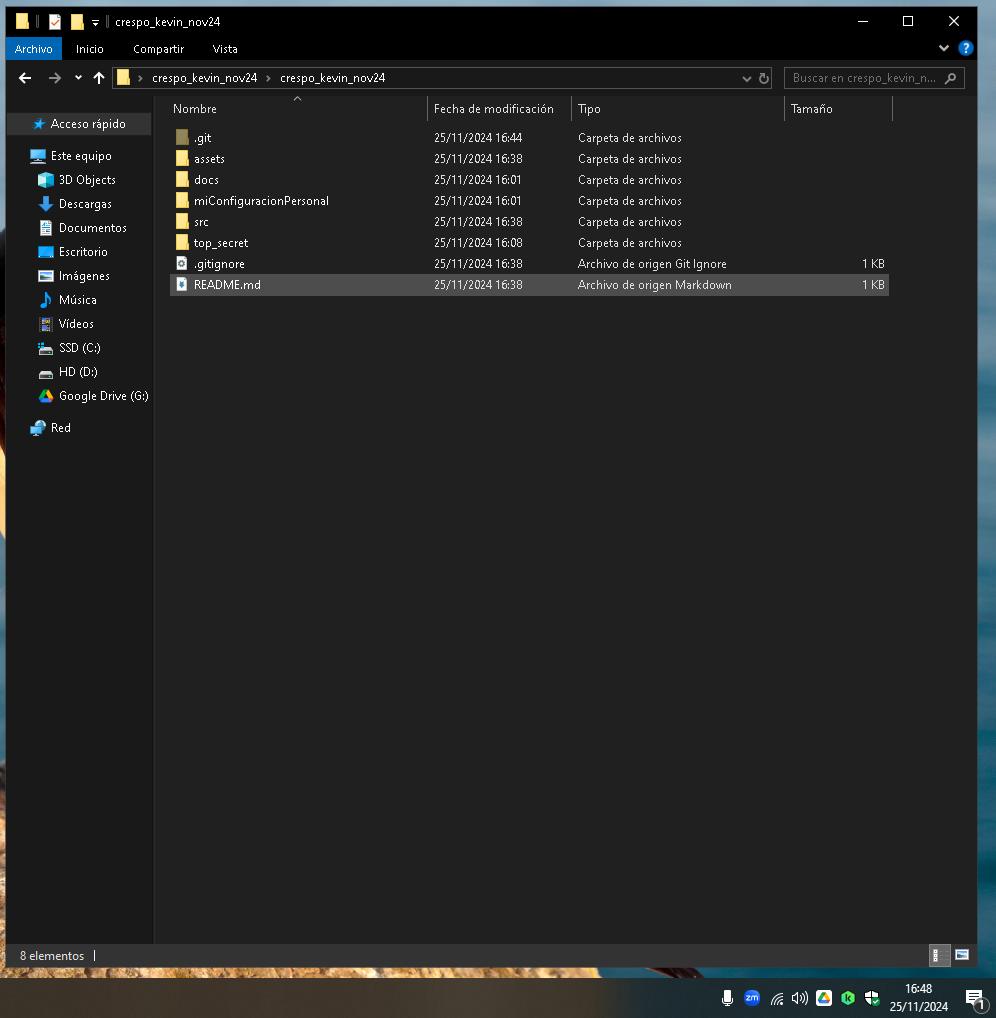 crespo_kevin_nov24
Archivo Inicio Compartir Vista
crespo_kevin_nov24 crespo_kevin_nov24 Buscar en crespo_kevin_n...
Nombre Fecha de modificación Tipo Tamaño
Acceso rápido
Este equipo
3D Objects
Descargas
Documentos
Escritorio
Imágenes
Música
Vídeos
SSD (C:)
HD (D:)
Google Drive (G:)
Red
.git 25/11/2024 16:44 Carpeta de archivos
assets 25/11/2024 16:38 Carpeta de archivos
docs 25/11/2024 16:01 Carpeta de archivos
miConfiguracionPersonal 25/11/2024 16:01 Carpeta de archivos
src 25/11/2024 16:38 Carpeta de archivos
top_secret 25/11/2024 16:08 Carpeta de archivos
.gitignore 25/11/2024 16:38 Archivo de origen Git Ignore 1 KB
README.md 25/11/2024 16:38 Archivo de origen Markdown 1 KB
8 elementos
zm
k
16:48
25/11/2024
1